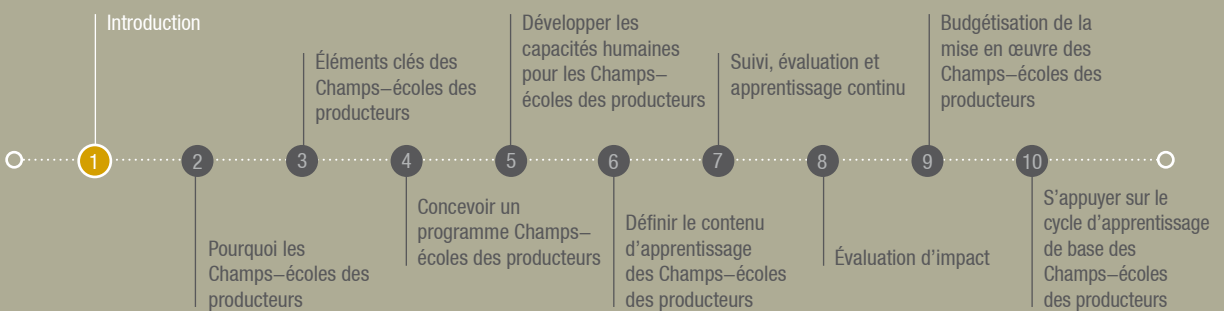 Introduction
1
Pourquoi les
Champs–écoles des
producteurs
2
Éléments clés des
Champs–écoles des
producteurs
3
Concevoir un
programme Champs–
écoles des producteurs
4
Développer les
capacités humaines
pour les Champs–
écoles des producteurs
5
Définir le contenu
d’apprentissage
des Champs–écoles
des producteurs
6
Suivi, évaluation et
apprentissage continu
7
Évaluation d’impact
8
Budgétisation de la
mise en œuvre des
Champs–écoles des
producteurs
9
S’appuyer sur le
cycle d’apprentissage
de base des
Champs–écoles
des producteurs
10